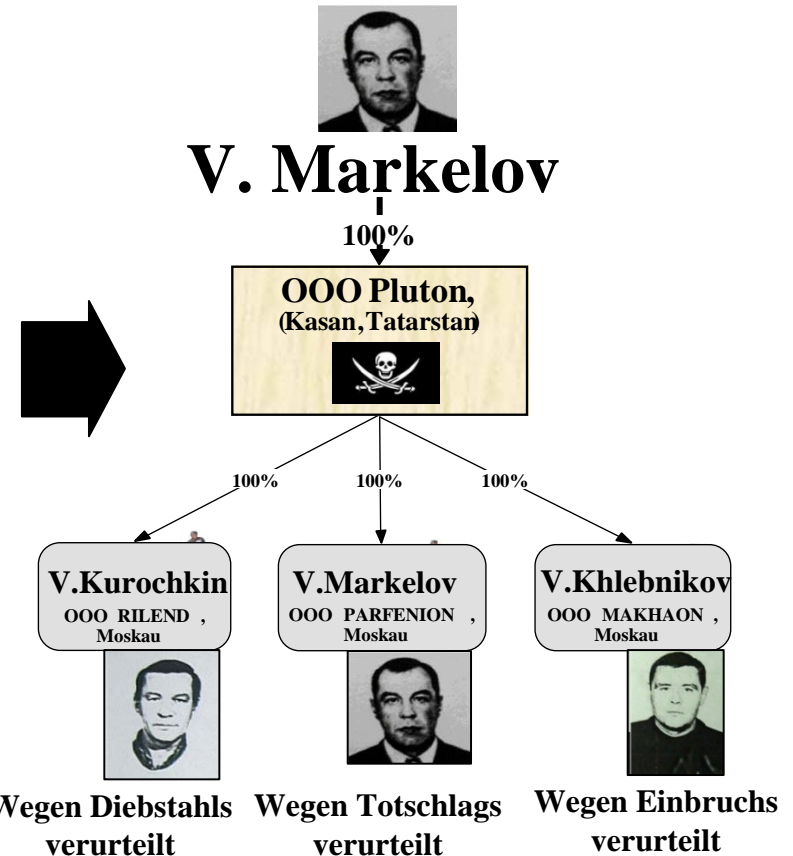 V. Markelov
100%
OOO Pluton,
(Kasan, Tatarstan)
100%
100%
100%
V.Kurochkin
OOO RILEND ,
Moskau
V.Markelov
OOO PARFENION ,
Moskau
V.Khlebnikov
OOO MAKHAON ,
Moskau
Wegen Diebstahls
verurteilt
Wegen Totschlags
verurteilt
Wegen Einbruchs
verurteilt